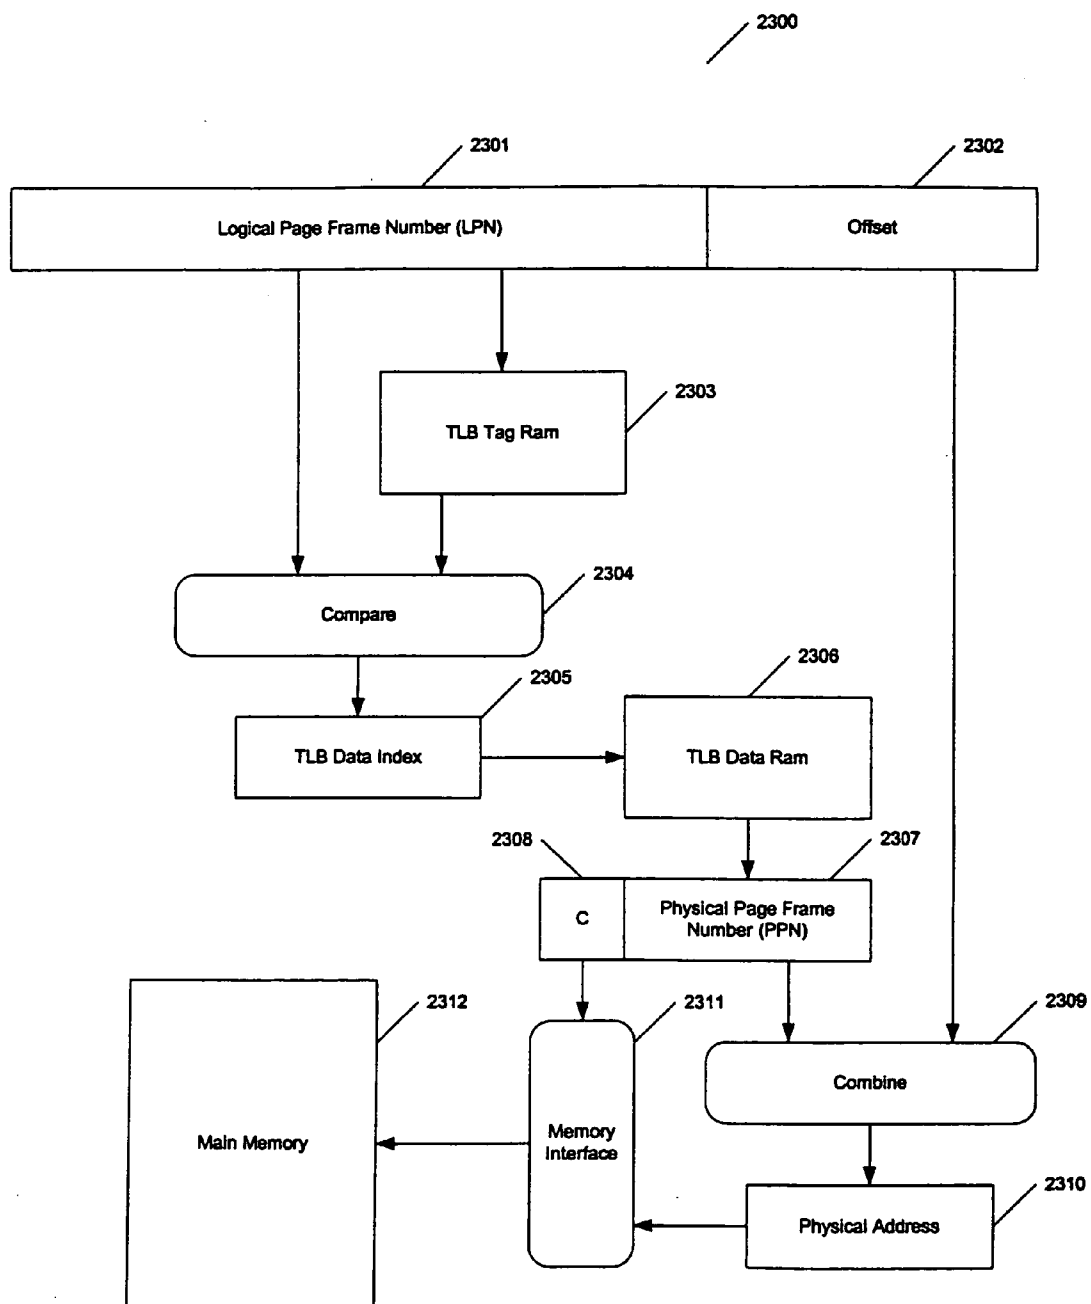 2300
2301
2302
Logical Page Frame Number (LPN)
Offset
2303
TLB Tag Ram
2304
Compare
2306
2305
TLB Data Index
TLB Data Ram
2308
2307
C
Physical Page Frame
Number (PPN)
2312
2311
2309
Combine
Main Memory
Memory
Interface
2310
Physical Address